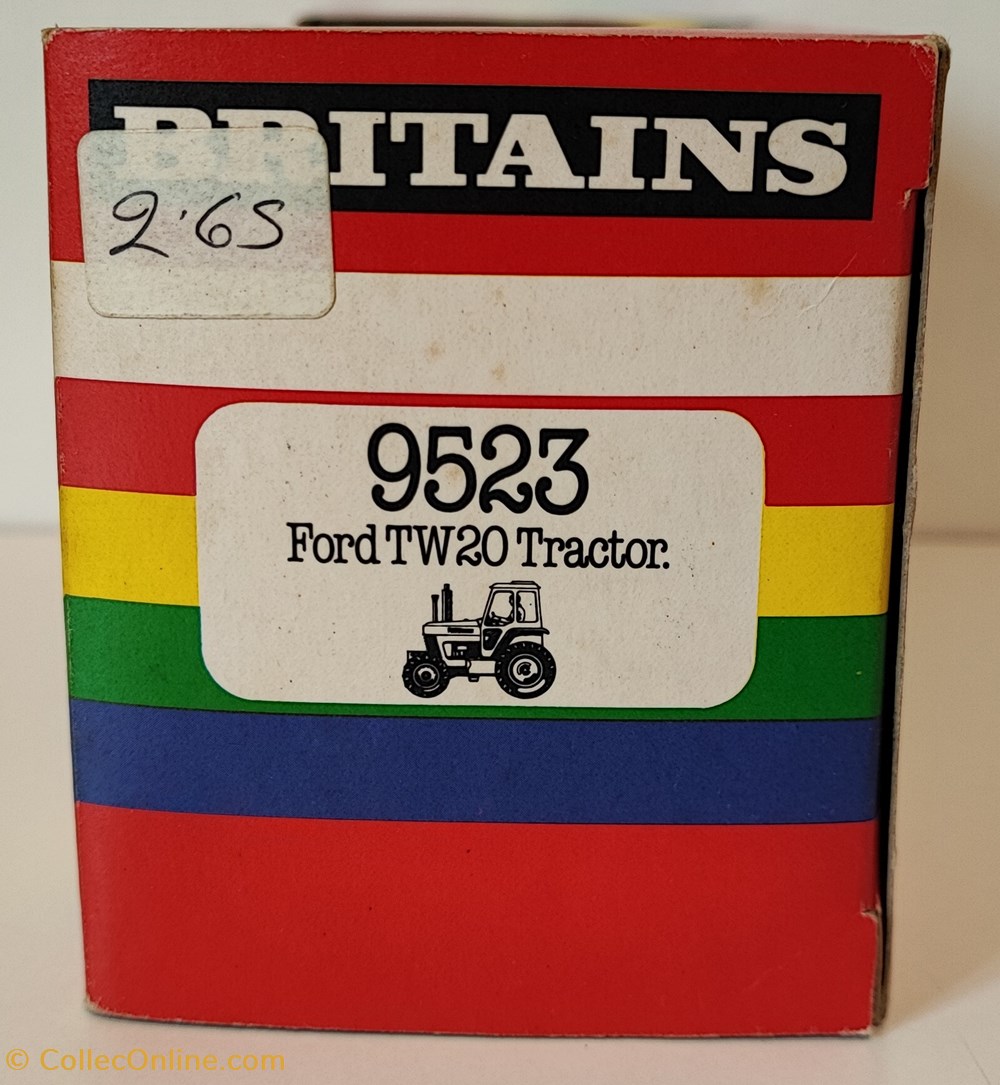 BRITAINS
2.65
9523
Ford TW20 Tractor.
© CollecOnline.com